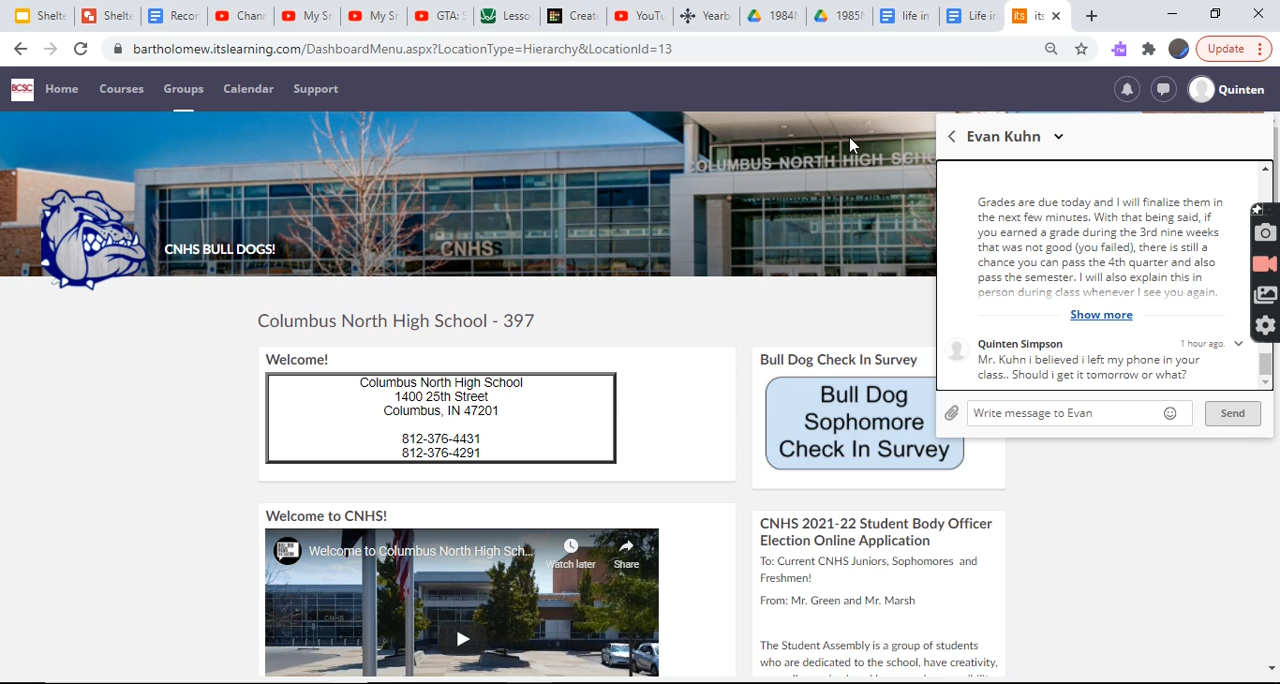 Shelte
Shelte
Recor
Chann
My Sr
My Sr
GTA:
Lesso
Creat
YouTu
Yearb
1984
1985
life in
Life in
its
its
bartholomew.itslearning.com/DashboardMenu.aspx?LocationType=Hierarchy&LocationId=13
Update
BCSC
Home
Courses
Groups
Calendar
Support
Quinten
COLUMBUS NORTH HIGH SCHO
CNHS
CNHS BULL DOGS!
Evan Kuhn
Grades are due today and I will finalize them in
the next few minutes. With that being said, if
you earned a grade during the 3rd nine weeks
that was not good (you failed), there is still a
chance you can pass the 4th quarter and also
pass the semester. I will also explain this in
person during class whenever I see you again.
Show more
Quinten Simpson
1 hour ago.
Mr. Kuhn i believed i left my phone in your
class.. Should i get it tomorrow or what?
Write message to Evan
Send
Columbus North High School - 397
Welcome!
Columbus North High School
1400 25th Street
Columbus, IN 47201
812-376-4431
812-376-4291
Bull Dog Check In Survey
Bull Dog
Sophomore
Check In Survey
Welcome to CNHS!
Welcome to Columbus North High Sch...
Watch later
Share
CNHS
CNHS 2021-22 Student Body Officer
Election Online Application
To: Current CNHS Juniors, Sophomores and
Freshmen!
From: Mr. Green and Mr. Marsh
The Student Assembly is a group of students
who are dedicated to the school, have creativity,